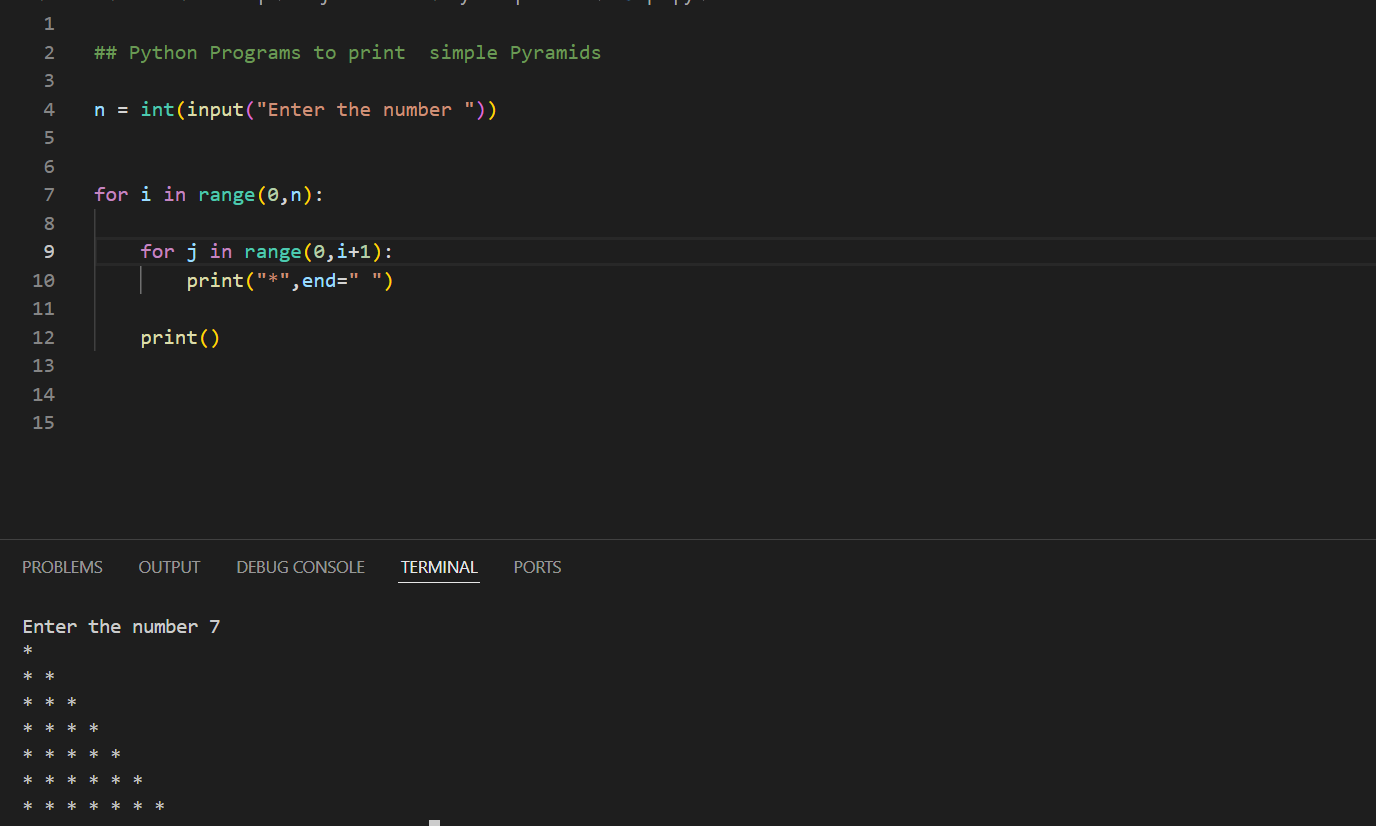 1
2 ## Python Programs to print  simple Pyramids
3
4 n = int(input("Enter the number "))
5
6
7 for i in range(0,n):
8
9     for j in range(0,i+1):
10         print("*",end=" ")
11
12     print()
13
14
15
PROBLEMS OUTPUT DEBUG CONSOLE TERMINAL PORTS
Enter the number 7
*
* *
* * *
* * * *
* * * * *
* * * * * *
* * * * * * *